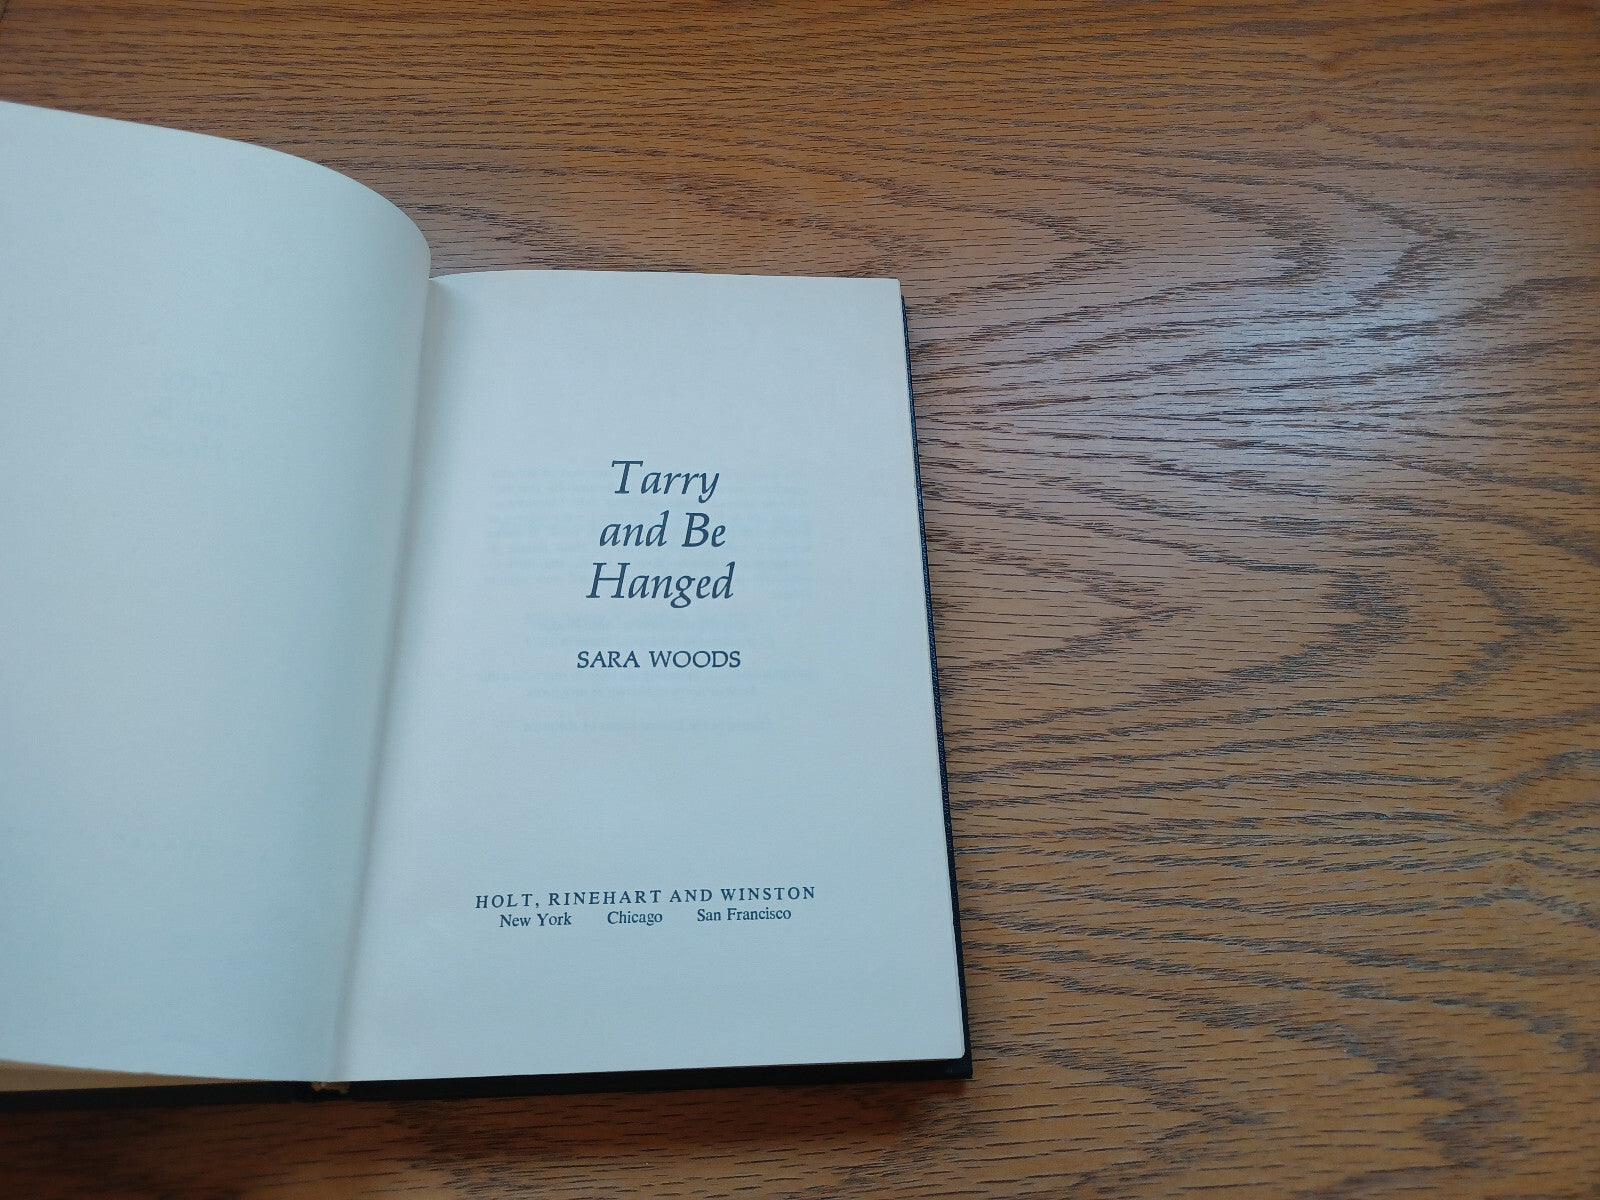 Tarry
and Be
Hanged
SARA WOODS
HOLT, RINEHART AND WINSTON
New York Chicago San Francisco